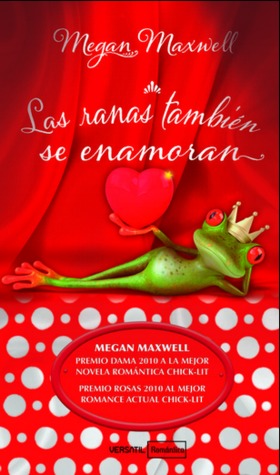 Megan Maxwell
Las ranas también
se enamoran
MEGAN MAXWELL
PREMIO DAMA 2010 A LA MEJOR
NOVELA ROMÁNTICA CHICK-LIT
PREMIO ROSAS 2010 AL MEJOR
ROMANCE ACTUAL CHICK-LIT
VERSATIL Romántica